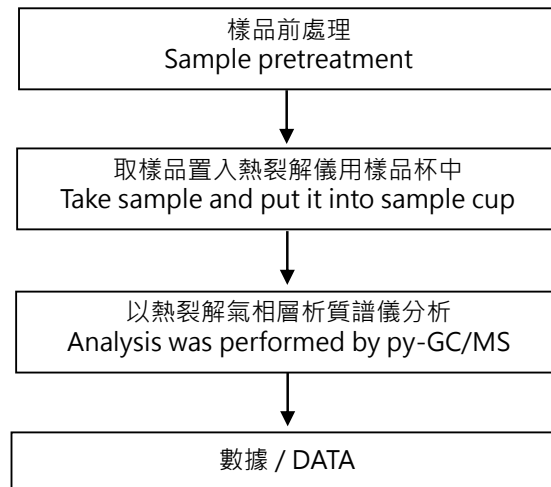 樣品前處理
Sample pretreatment
取樣品置入熱裂解儀用樣品杯中
Take sample and put it into sample cup
以熱裂解氣相層析質譜儀分析
Analysis was performed by py-GC/MS
數據 / DATA